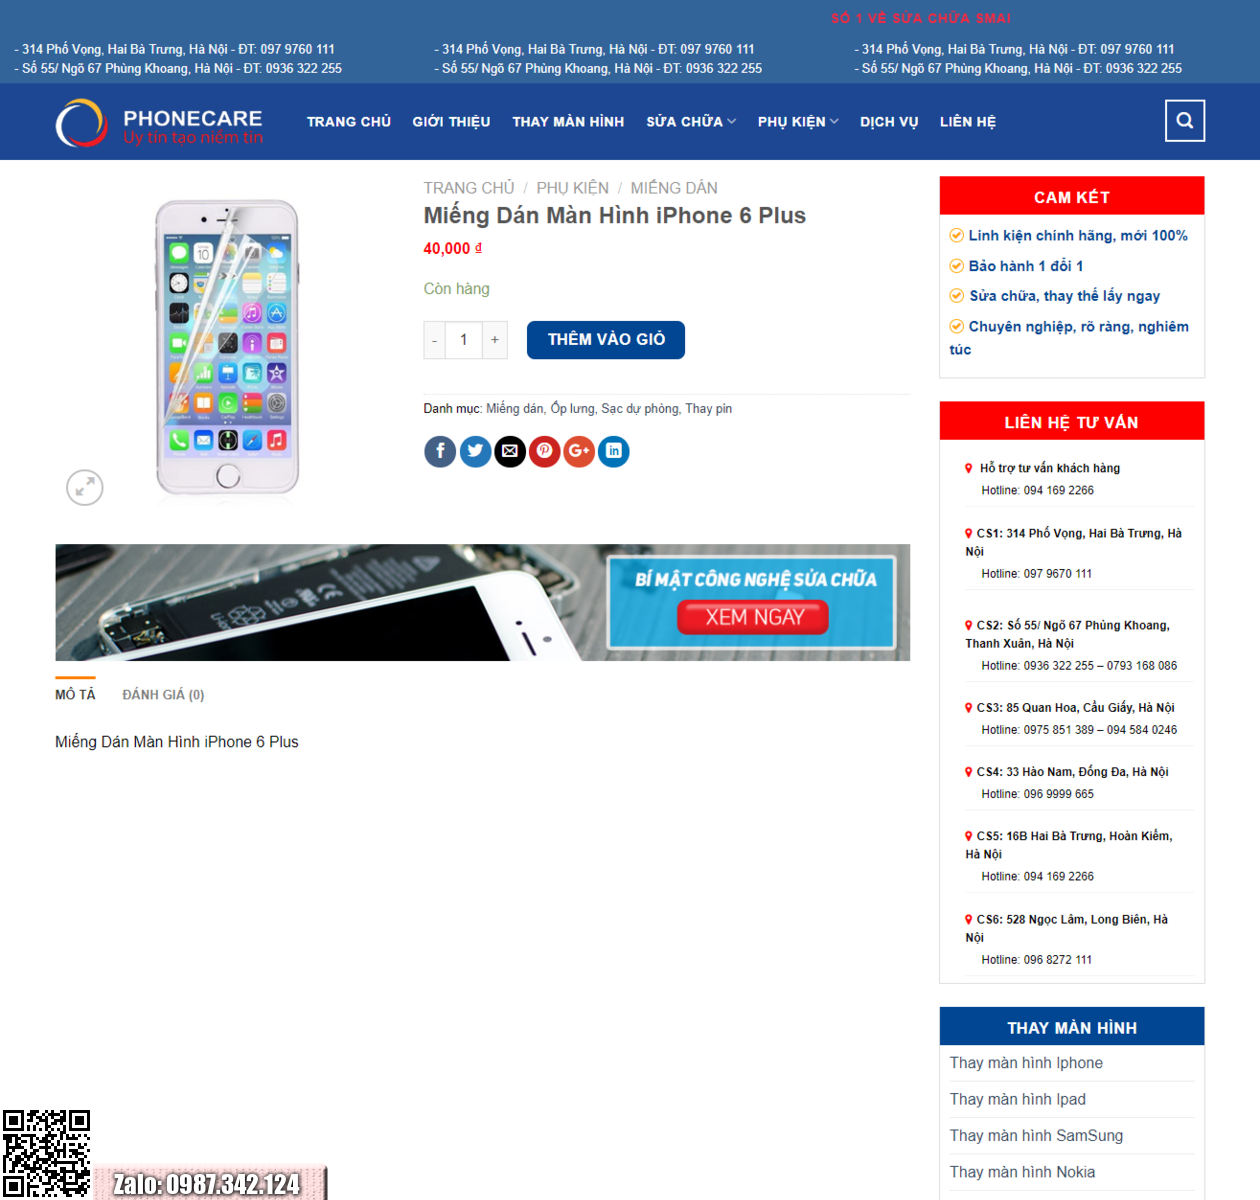 SỐ 1 VỀ SỬA CHỮA SMAI
- 314 Phố Vọng, Hai Bà Trưng, Hà Nội - ĐT: 097 9760 111
- Số 55/ Ngõ 67 Phùng Khoang, Hà Nội - ĐT: 0936 322 255
- 314 Phố Vọng, Hai Bà Trưng, Hà Nội - ĐT: 097 9760 111
- Số 55/ Ngõ 67 Phùng Khoang, Hà Nội - ĐT: 0936 322 255
- 314 Phố Vọng, Hai Bà Trưng, Hà Nội - ĐT: 097 9760 111
- Số 55/ Ngõ 67 Phùng Khoang, Hà Nội - ĐT: 0936 322 255
PHONECARE
Uy tín tạo niềm tin
TRANG CHỦ GIỚI THIỆU THAY MÀN HÌNH SỬA CHỮA PHỤ KIỆN DỊCH VỤ LIÊN HỆ
TRANG CHỦ / PHỤ KIỆN / MIẾNG DÁN
Miếng Dán Màn Hình iPhone 6 Plus
40,000 ₫
Còn hàng
- 1 +
THÊM VÀO GIỎ
Danh mục: Miếng dán, Ốp lưng, Sạc dự phòng, Thay pin
BÍ MẬT CÔNG NGHỆ SỬA CHỮA
XEM NGAY
MÔ TẢ
ĐÁNH GIÁ (0)
Miếng Dán Màn Hình iPhone 6 Plus
CAM KẾT
Linh kiện chính hãng, mới 100%
Bảo hành 1 đổi 1
Sửa chữa, thay thế lấy ngay
Chuyên nghiệp, rõ ràng, nghiêm
túc
LIÊN HỆ TƯ VẤN
Hỗ trợ tư vấn khách hàng
Hotline: 094 169 2266
CS1: 314 Phố Vọng, Hai Bà Trưng, Hà
Nội
Hotline: 097 9670 111
CS2: Số 55/ Ngõ 67 Phùng Khoang,
Thanh Xuân, Hà Nội
Hotline: 0936 322 255 – 0793 168 086
CS3: 85 Quan Hoa, Cầu Giấy, Hà Nội
Hotline: 0975 851 389 – 094 584 0246
CS4: 33 Hào Nam, Đống Đa, Hà Nội
Hotline: 096 9999 665
CS5: 16B Hai Bà Trưng, Hoàn Kiếm,
Hà Nội
Hotline: 094 169 2266
CS6: 528 Ngọc Lâm, Long Biên, Hà
Nội
Hotline: 096 8272 111
THAY MÀN HÌNH
Thay màn hình Iphone
Thay màn hình Ipad
Thay màn hình SamSung
Thay màn hình Nokia
Zalo: 0987.342.124